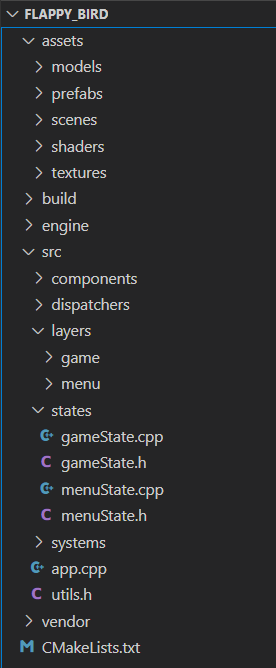 FLAPPY_BIRD
assets
models
prefabs
scenes
shaders
textures
build
engine
src
components
dispatchers
layers
game
menu
states
gameState.cpp
gameState.h
menuState.cpp
menuState.h
systems
app.cpp
utils.h
vendor
CMakeLists.txt